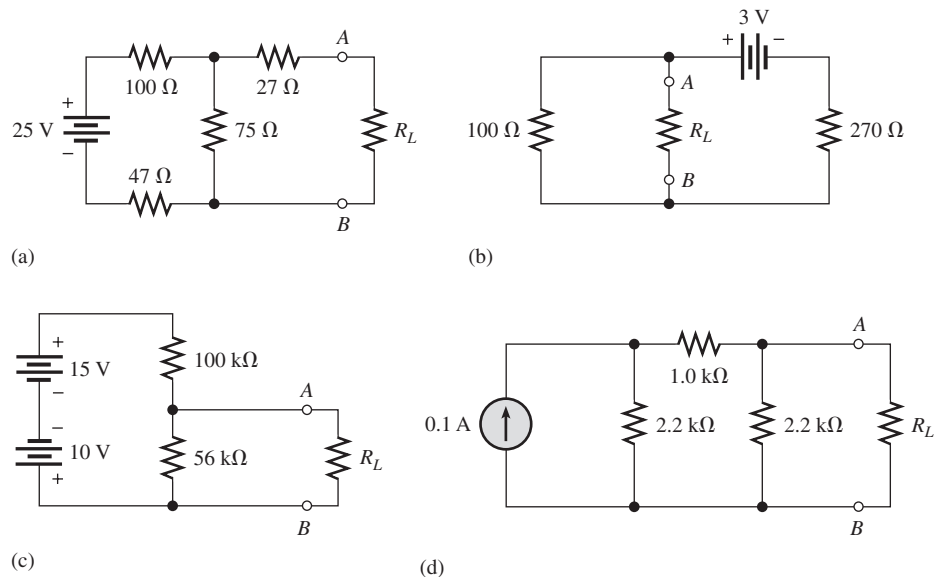 A
+
100 Ω
27 Ω
25 V
75 Ω
R_L
−
47 Ω
B
(a)
3 V
+ −
A
100 Ω
R_L
270 Ω
B
(b)
+
15 V
−
−
10 V
+
100 kΩ
A
56 kΩ
R_L
B
(c)
A
1.0 kΩ
0.1 A
2.2 kΩ
2.2 kΩ
R_L
B
(d)